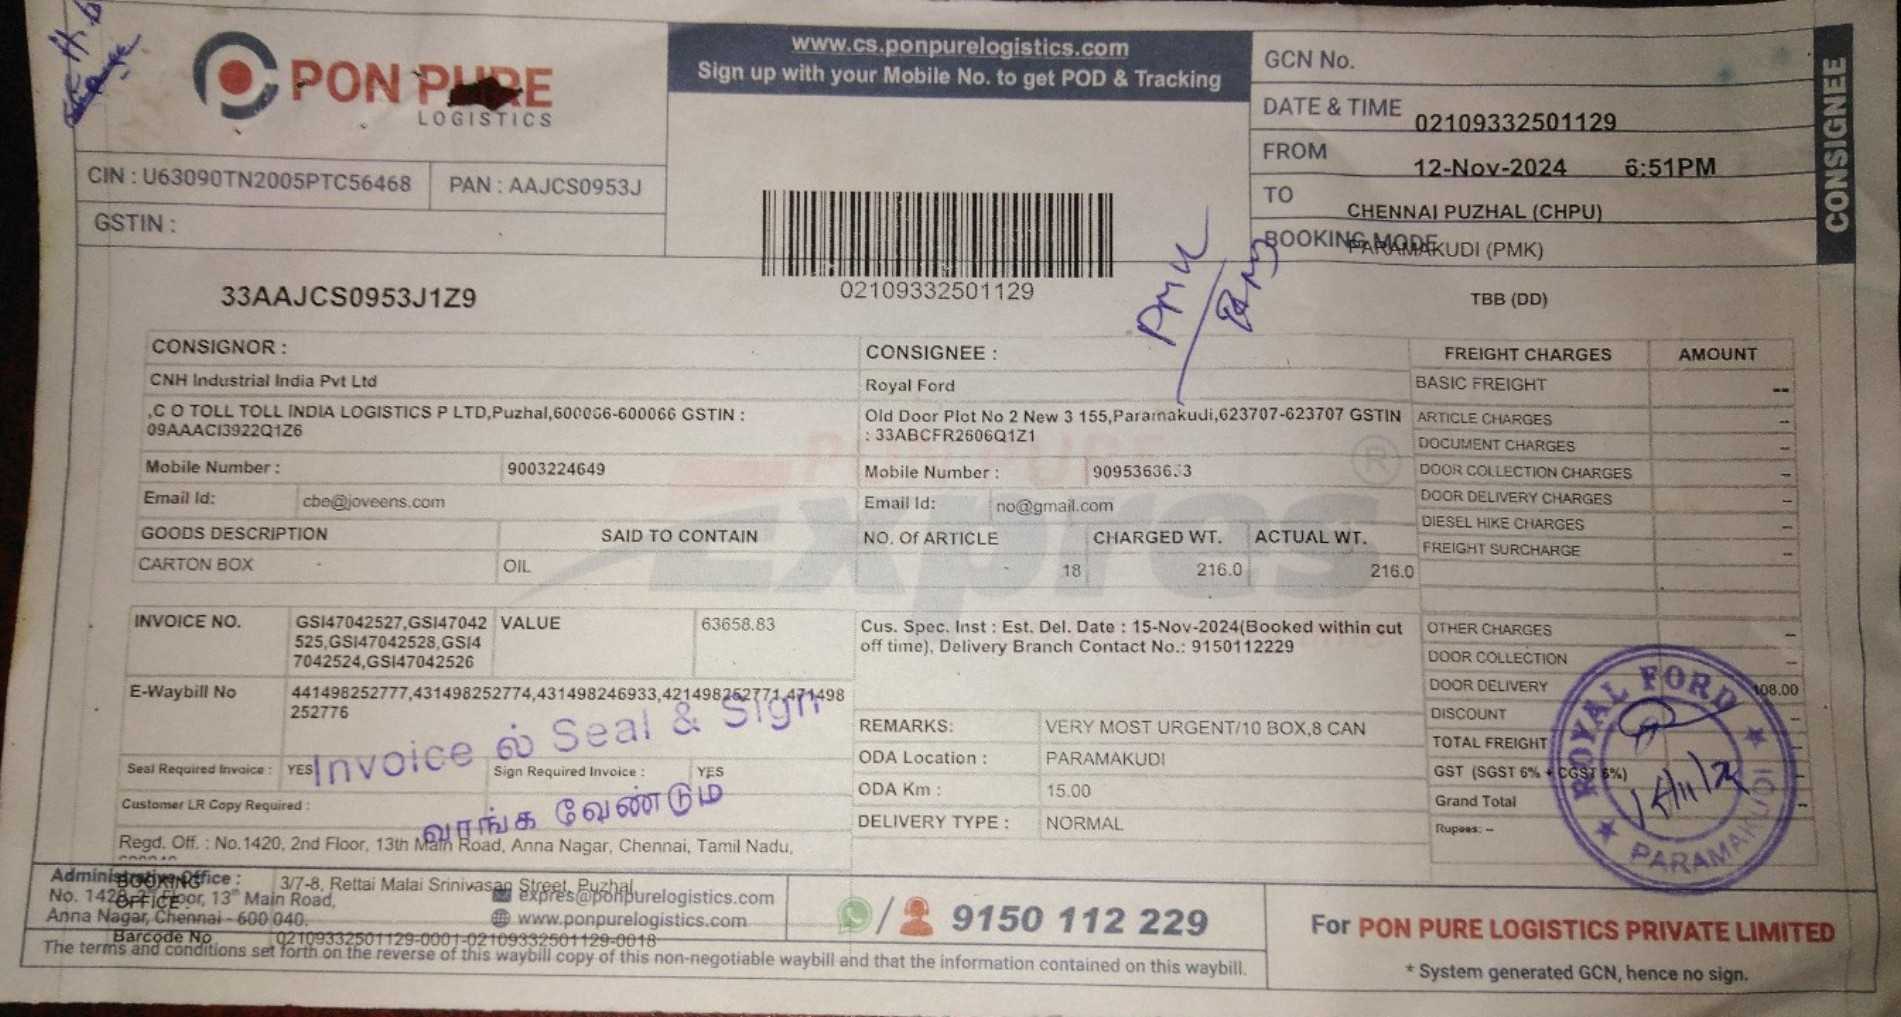 PON PURE
LOGISTICS
www.cs.ponpurelogistics.com
Sign up with your Mobile No. to get POD & Tracking
CIN : U63090TN2005PTC56468
PAN : AAJCS0953J
GSTIN :
33AAJCS0953J1Z9
02109332501129
PMK
GCN No.
DATE & TIME 02109332501129
FROM 12-Nov-2024 6:51PM
TO CHENNAI PUZHAL (CHPU)
BOOKING MODE PARAMAKUDI (PMK)
TBB (DD)
CONSIGNEE
CONSIGNOR :
CNH Industrial India Pvt Ltd
,C O TOLL TOLL INDIA LOGISTICS P LTD,Puzhal,600066-600066 GSTIN :
09AAACI3922Q1Z6
Mobile Number : 9003224649
Email Id: cbe@joveens.com
CONSIGNEE :
Royal Ford
Old Door Plot No 2 New 3 155,Paramakudi,623707-623707 GSTIN
: 33ABCFR2606Q1Z1
Mobile Number :
Email Id: no@gmail.com
GOODS DESCRIPTION SAID TO CONTAIN NO. Of ARTICLE CHARGED WT. ACTUAL WT.
CARTON BOX - OIL - 18 216.0 216.0
PON PURE
Expres
®
FREIGHT CHARGES AMOUNT
BASIC FREIGHT --
ARTICLE CHARGES --
DOCUMENT CHARGES --
DOOR COLLECTION CHARGES --
DOOR DELIVERY CHARGES --
DIESEL HIKE CHARGES --
FREIGHT SURCHARGE --
OTHER CHARGES --
DOOR COLLECTION --
DOOR DELIVERY 108.00
DISCOUNT --
TOTAL FREIGHT
GST (SGST 6% + CGST 6%)
Grand Total --
Rupees: --
INVOICE NO. GSI47042527,GSI47042
525,GSI47042528,GSI4
7042524,GSI47042526
VALUE 63658.83
E-Waybill No 441498252777,431498252774,431498246933,421498252771,471498
252776
Seal Required Invoice : YES Sign Required Invoice : YES
Customer LR Copy Required :
Invoice ல் Seal & Sign
வாங்க வேண்டும்
Cus. Spec. Inst : Est. Del. Date : 15-Nov-2024(Booked within cut
off time), Delivery Branch Contact No.: 9150112229
REMARKS: VERY MOST URGENT/10 BOX,8 CAN
ODA Location : PARAMAKUDI
ODA Km : 15.00
DELIVERY TYPE : NORMAL
ROYAL FORD
PARAMAKUDI
Regd. Off. : No.1420, 2nd Floor, 13th Main Road, Anna Nagar, Chennai, Tamil Nadu,
Administrative Office :
No. 1420, 2nd Floor, 13th Main Road,
Anna Nagar, Chennai - 600 040.
BOOKING
OFFICE :
3/7-8, Rettai Malai Srinivasan Street, Puzhal
expres@ponpurelogistics.com
www.ponpurelogistics.com
Barcode No 02109332501129-0001-02109332501129-0018
/ 9150 112 229
The terms and conditions set forth on the reverse of this waybill copy of this non-negotiable waybill and that the information contained on this waybill.
For PON PURE LOGISTICS PRIVATE LIMITED
* System generated GCN, hence no sign.